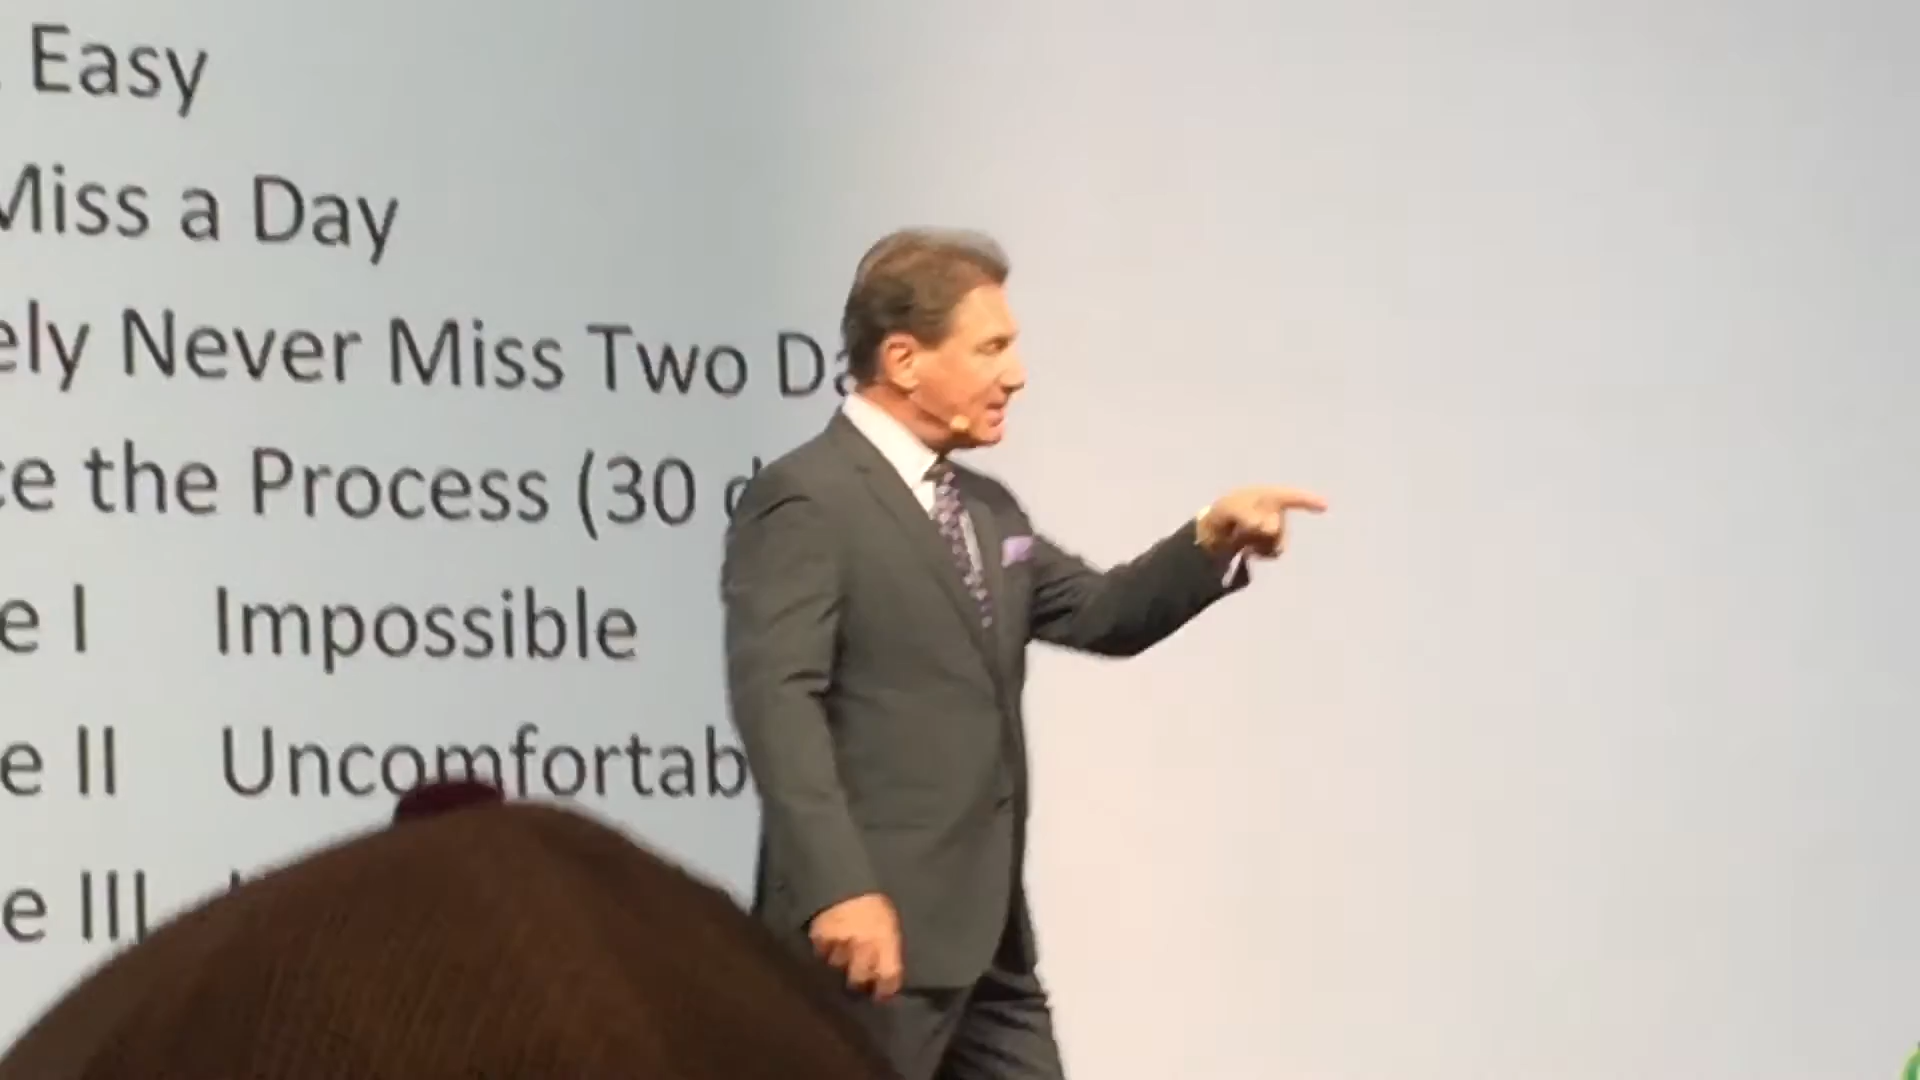 Easy
Miss a Day
ely Never Miss Two Da
ce the Process (30 d
e I Impossible
e II Uncomfortab
e III